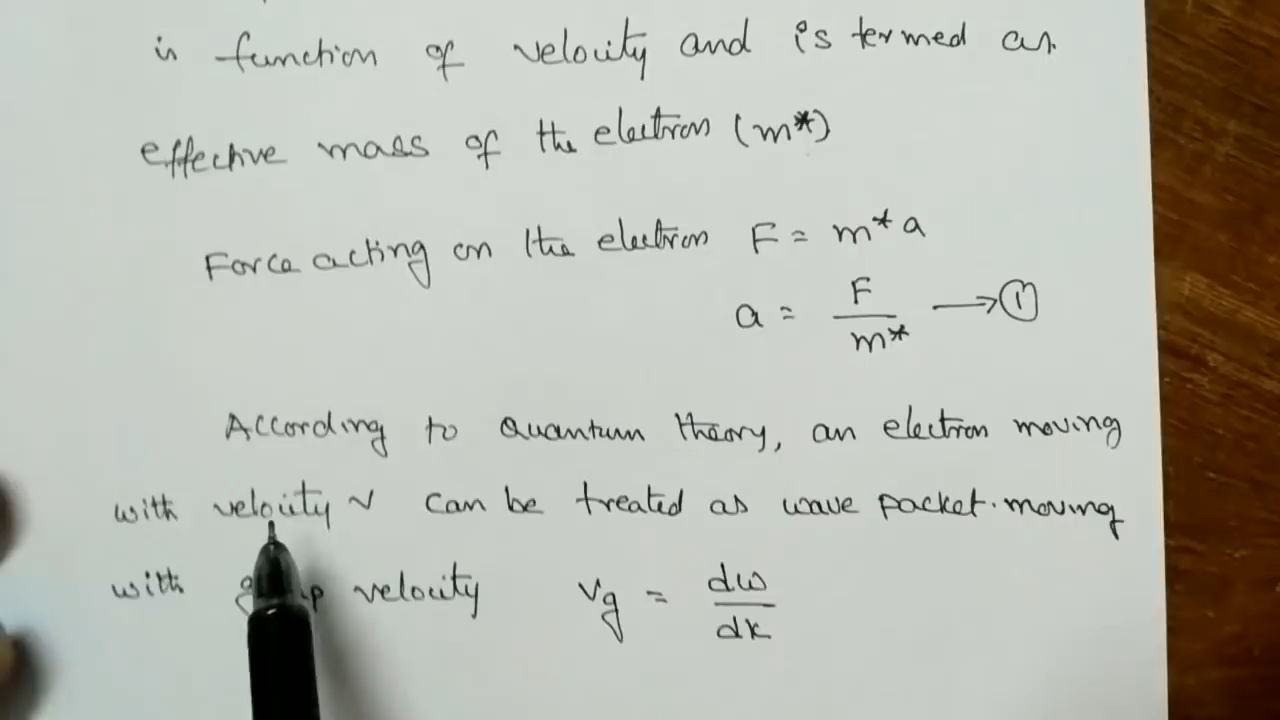 is function of velocity and is termed as
effective mass of the electron (m*)
Force acting on the electron F = m* a
a = F / m* → ①
According to Quantum theory, an electron moving
with velocity v can be treated as wave packet moving
with velocity vg = dω / dk